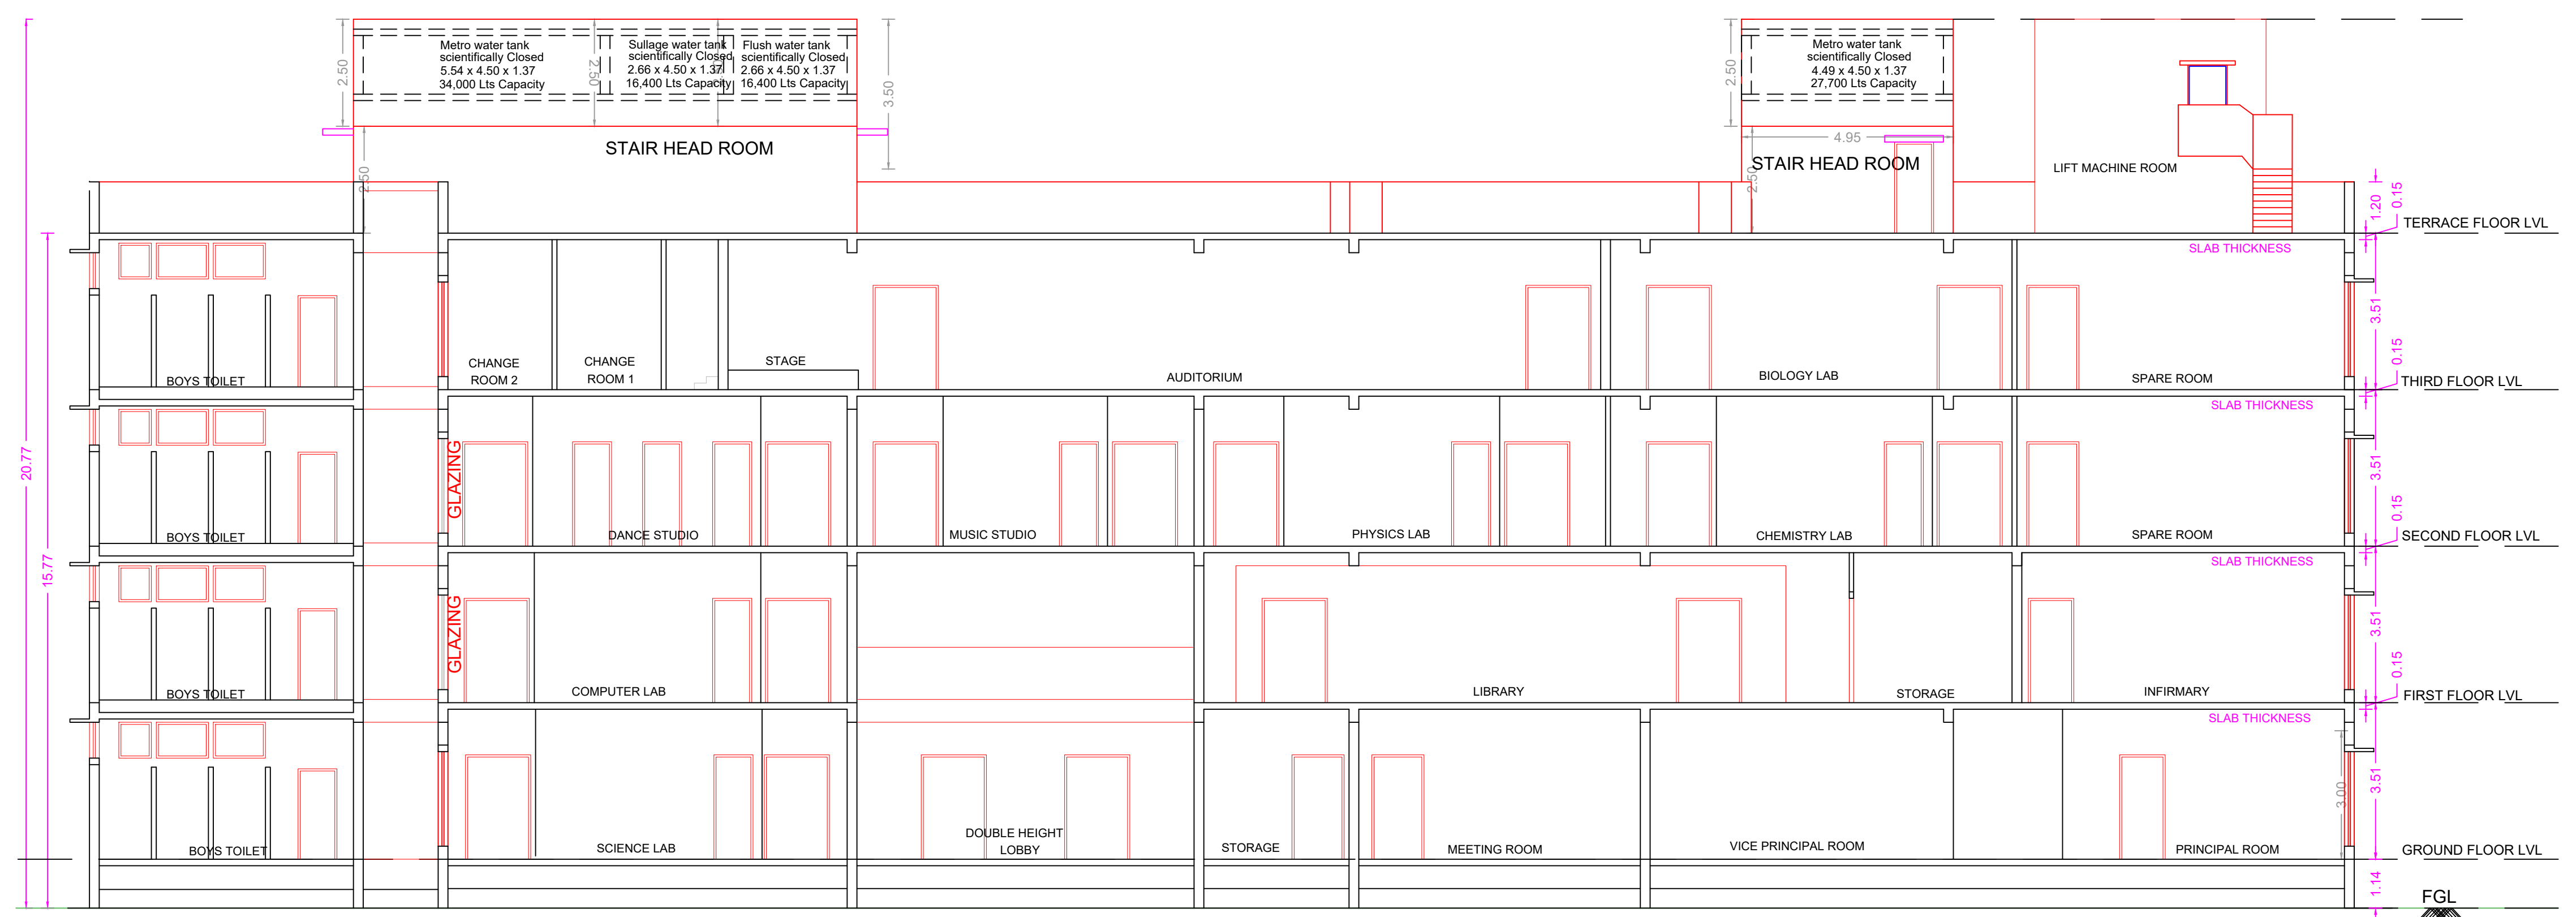 Metro water tank
scientifically Closed
5.54 x 4.50 x 1.37
34,000 Lts Capacity
Sullage water tank
scientifically Closed
2.66 x 4.50 x 1.37
16,400 Lts Capacity
Flush water tank
scientifically Closed
2.66 x 4.50 x 1.37
16,400 Lts Capacity
Metro water tank
scientifically Closed
4.49 x 4.50 x 1.37
27,700 Lts Capacity
2.50
2.50
3.50
2.50
4.95
STAIR HEAD ROOM
STAIR HEAD ROOM
LIFT MACHINE ROOM
2.50
2.50
1.20
0.15
TERRACE FLOOR LVL
SLAB THICKNESS
3.51
CHANGE
ROOM 2
CHANGE
ROOM 1
STAGE
BOYS TOILET
AUDITORIUM
BIOLOGY LAB
SPARE ROOM
0.15
THIRD FLOOR LVL
SLAB THICKNESS
20.77
GLAZING
3.51
BOYS TOILET
DANCE STUDIO
MUSIC STUDIO
PHYSICS LAB
CHEMISTRY LAB
SPARE ROOM
0.15
SECOND FLOOR LVL
SLAB THICKNESS
15.77
GLAZING
3.51
BOYS TOILET
COMPUTER LAB
LIBRARY
STORAGE
INFIRMARY
0.15
FIRST FLOOR LVL
SLAB THICKNESS
3.51
3.00
BOYS TOILET
SCIENCE LAB
DOUBLE HEIGHT
LOBBY
STORAGE
MEETING ROOM
VICE PRINCIPAL ROOM
PRINCIPAL ROOM
GROUND FLOOR LVL
1.14
FGL